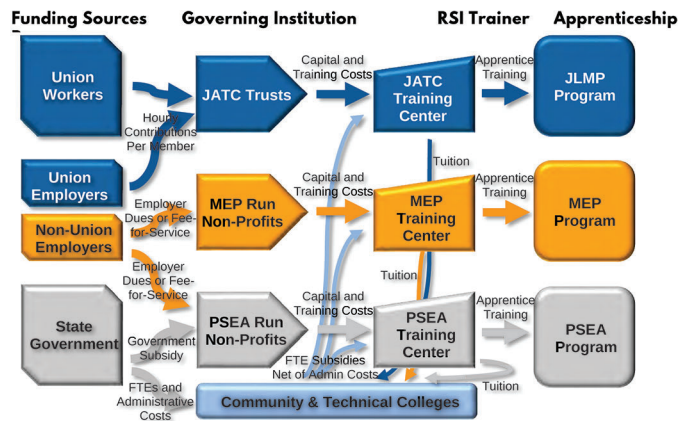 Funding Sources
Governing Institution
RSI Trainer
Apprenticeship
Union
Workers
JATC Trusts
Capital and
Training Costs
JATC
Training
Center
Apprentice
Training
JLMP
Program
Hourly
Contributions
Per Member
Union
Employers
Tuition
Non-Union
Employers
Employer
Dues or Fee-
for-Service
MEP Run
Non-Profits
Capital and
Training Costs
MEP
Training
Center
Apprentice
Training
MEP
Program
Employer
Dues or Fee-
for-Service
Tuition
State
Government
Government
Subsidy
PSEA Run
Non-Profits
Capital and
Training Costs
PSEA
Training
Center
Apprentice
Training
PSEA
Program
FTE Subsidies
Net of Admin Costs
Tuition
FTEs and
Administrative
Costs
Community & Technical Colleges